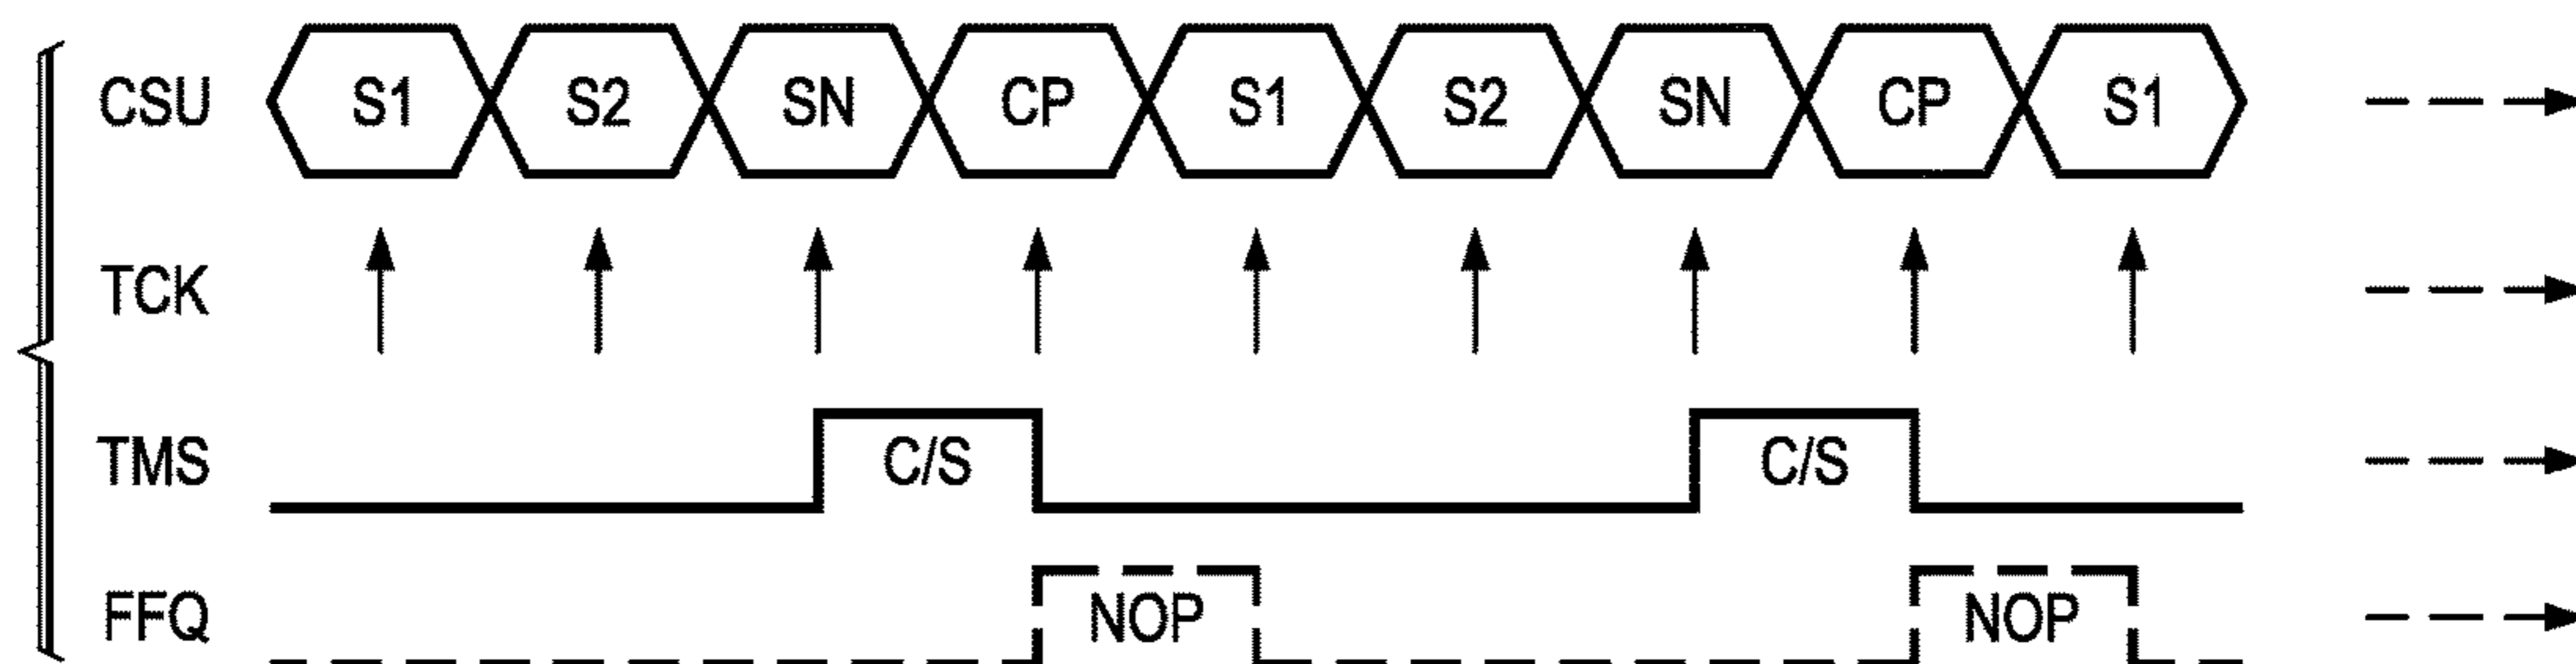 CSU S1 S2 SN CP S1 S2 SN CP S1
TCK
TMS C/S C/S
FFQ NOP NOP